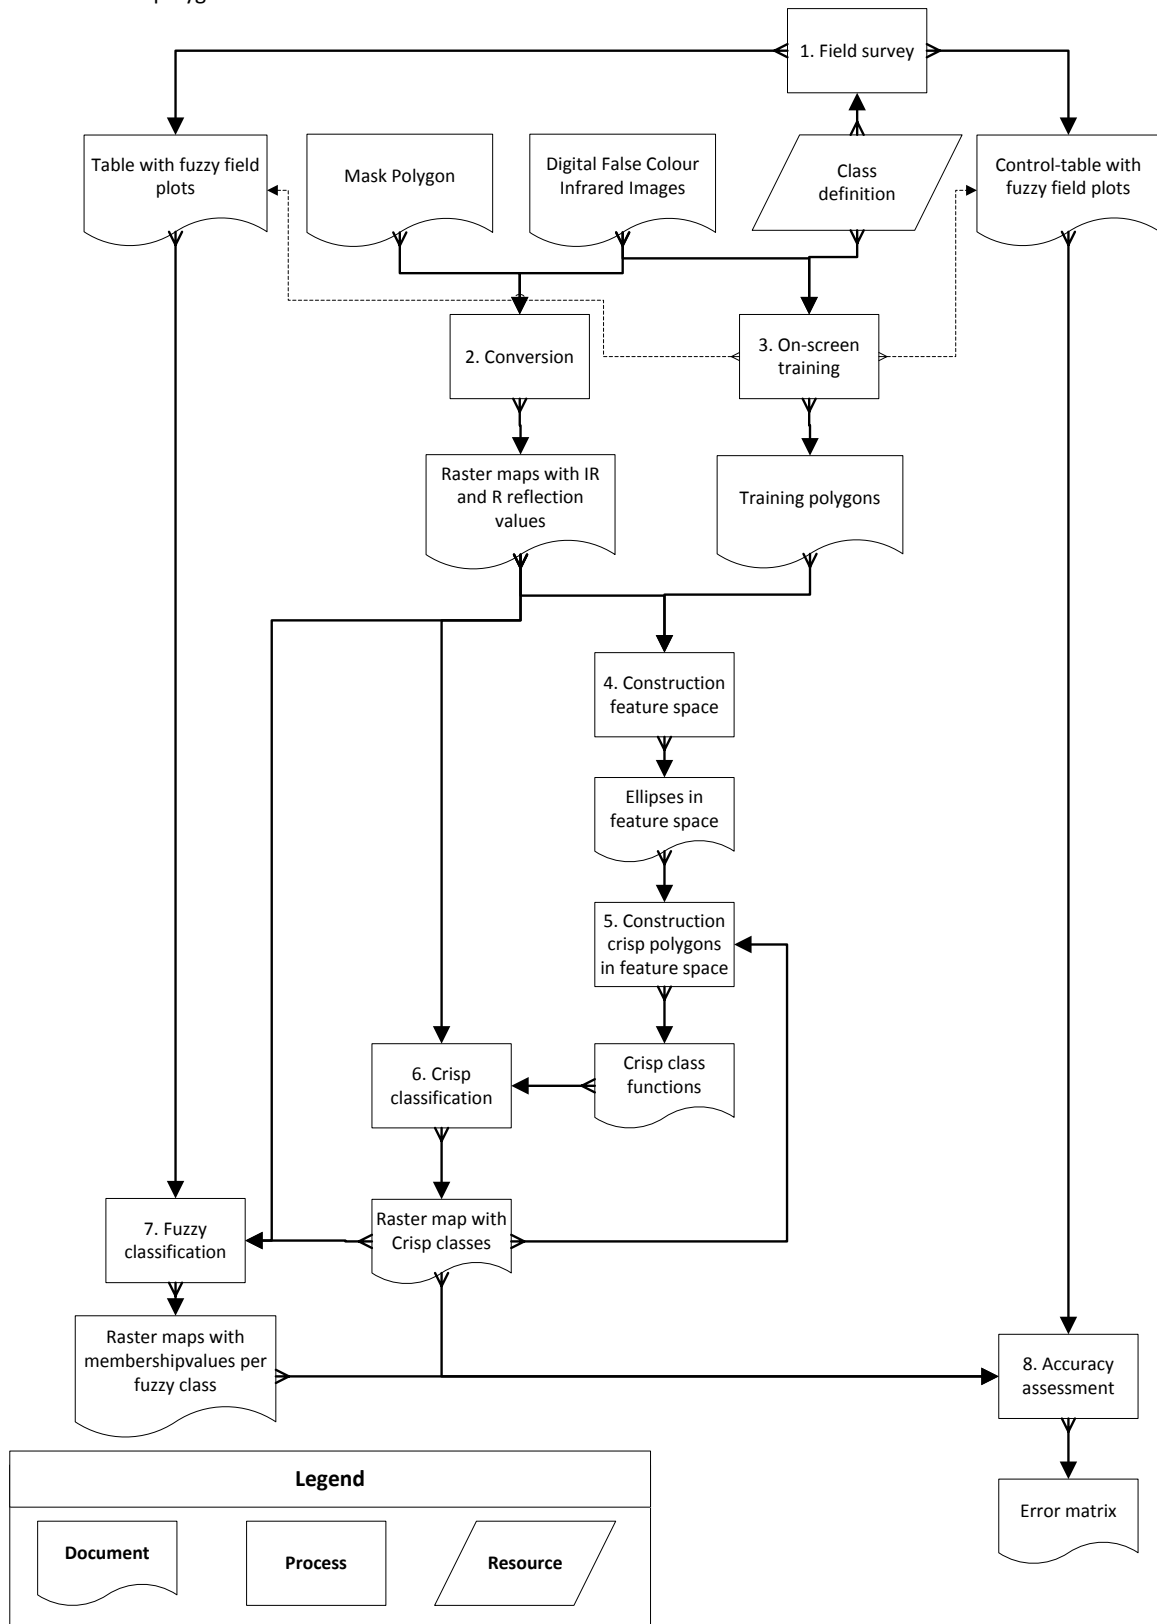 1. Field survey
Table with fuzzy field
plots
Mask Polygon
Digital False Colour
Infrared Images
Class
definition
Control-table with
fuzzy field plots
2. Conversion
3. On-screen
training
Raster maps with IR
and R reflection
values
Training polygons
4. Construction
feature space
Ellipses in
feature space
5. Construction
crisp polygons
in feature space
6. Crisp
classification
Crisp class
functions
7. Fuzzy
classification
Raster map with
Crisp classes
Raster maps with
membershipvalues per
fuzzy class
8. Accuracy
assessment
Legend
Error matrix
Document
Process
Resource